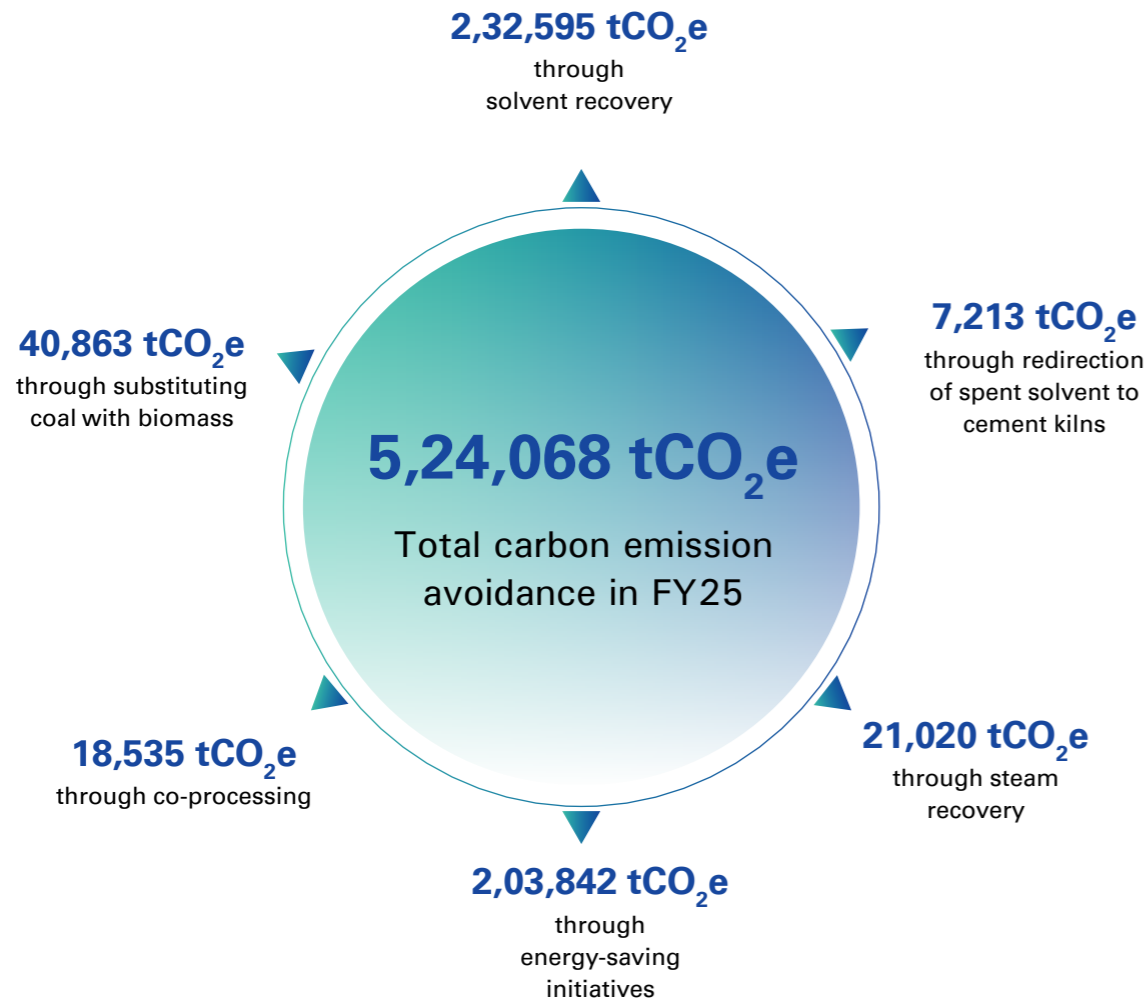 2,32,595 tCO₂e
through
solvent recovery
7,213 tCO₂e
through redirection
of spent solvent to
cement kilns
40,863 tCO₂e
through substituting
coal with biomass
5,24,068 tCO₂e
Total carbon emission
avoidance in FY25
21,020 tCO₂e
through steam
recovery
18,535 tCO₂e
through co-processing
2,03,842 tCO₂e
through
energy-saving
initiatives